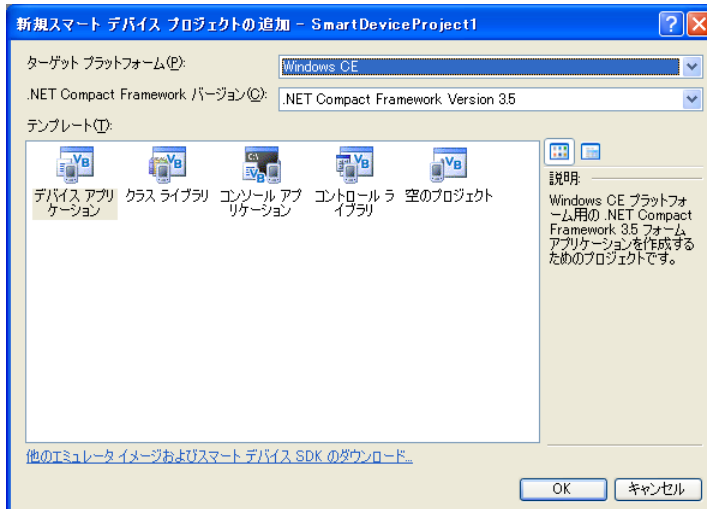 新規スマート デバイス プロジェクトの追加 - SmartDeviceProject1
ターゲット プラットフォーム(P):
Windows CE
.NET Compact Framework バージョン(C):
.NET Compact Framework Version 3.5
テンプレート(T):
デバイス アプリ
ケーション
クラス ライブラリ
コンソール アプ
リケーション
コントロール ラ
イブラリ
空のプロジェクト
説明:
Windows CE プラットフォ
ーム用の .NET Compact
Framework 3.5 フォーム
アプリケーションを作成する
ためのプロジェクトです。
他のエミュレータ イメージおよびスマート デバイス SDK のダウンロード...
OK
キャンセル